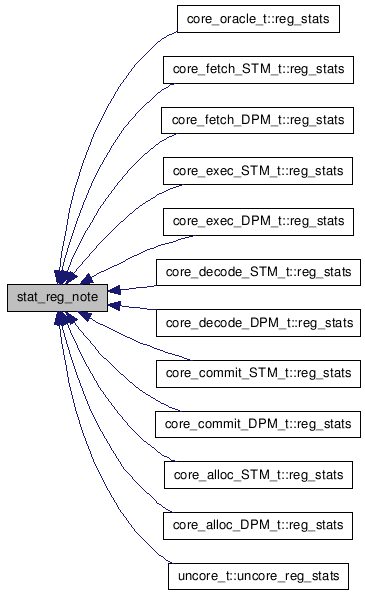 core_oracle_t::reg_stats
core_fetch_STM_t::reg_stats
core_fetch_DPM_t::reg_stats
core_exec_STM_t::reg_stats
core_exec_DPM_t::reg_stats
core_decode_STM_t::reg_stats
stat_reg_note
core_decode_DPM_t::reg_stats
core_commit_STM_t::reg_stats
core_commit_DPM_t::reg_stats
core_alloc_STM_t::reg_stats
core_alloc_DPM_t::reg_stats
uncore_t::uncore_reg_stats